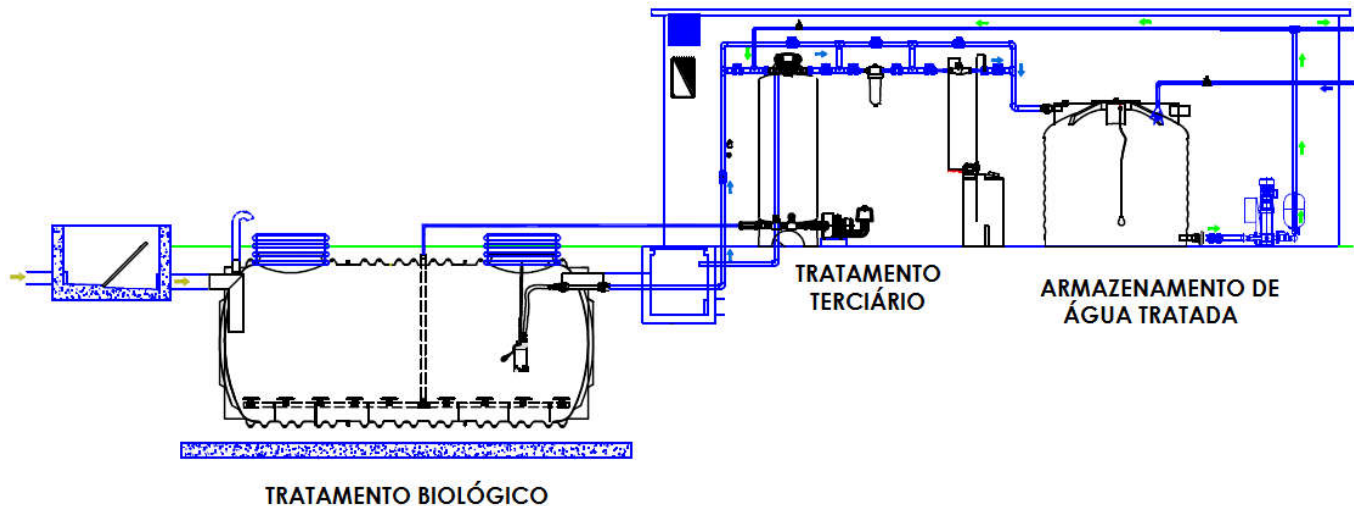 TRATAMENTO
TERCIÁRIO
ARMAZENAMENTO DE
ÁGUA TRATADA
TRATAMENTO BIOLÓGICO